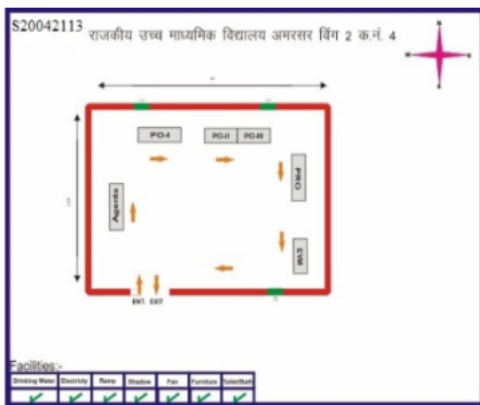 S20042113
राजकीय उच्च माध्यमिक विद्यालय अमरसर विंग 2 क.नं. 4
PO-I
PO-II PO-III
PRO
Agents
EVM
ENT. EXIT
Facilities:-
Drinking Water Electricity Ramp Shadow Fan Furniture Toilet/Bath